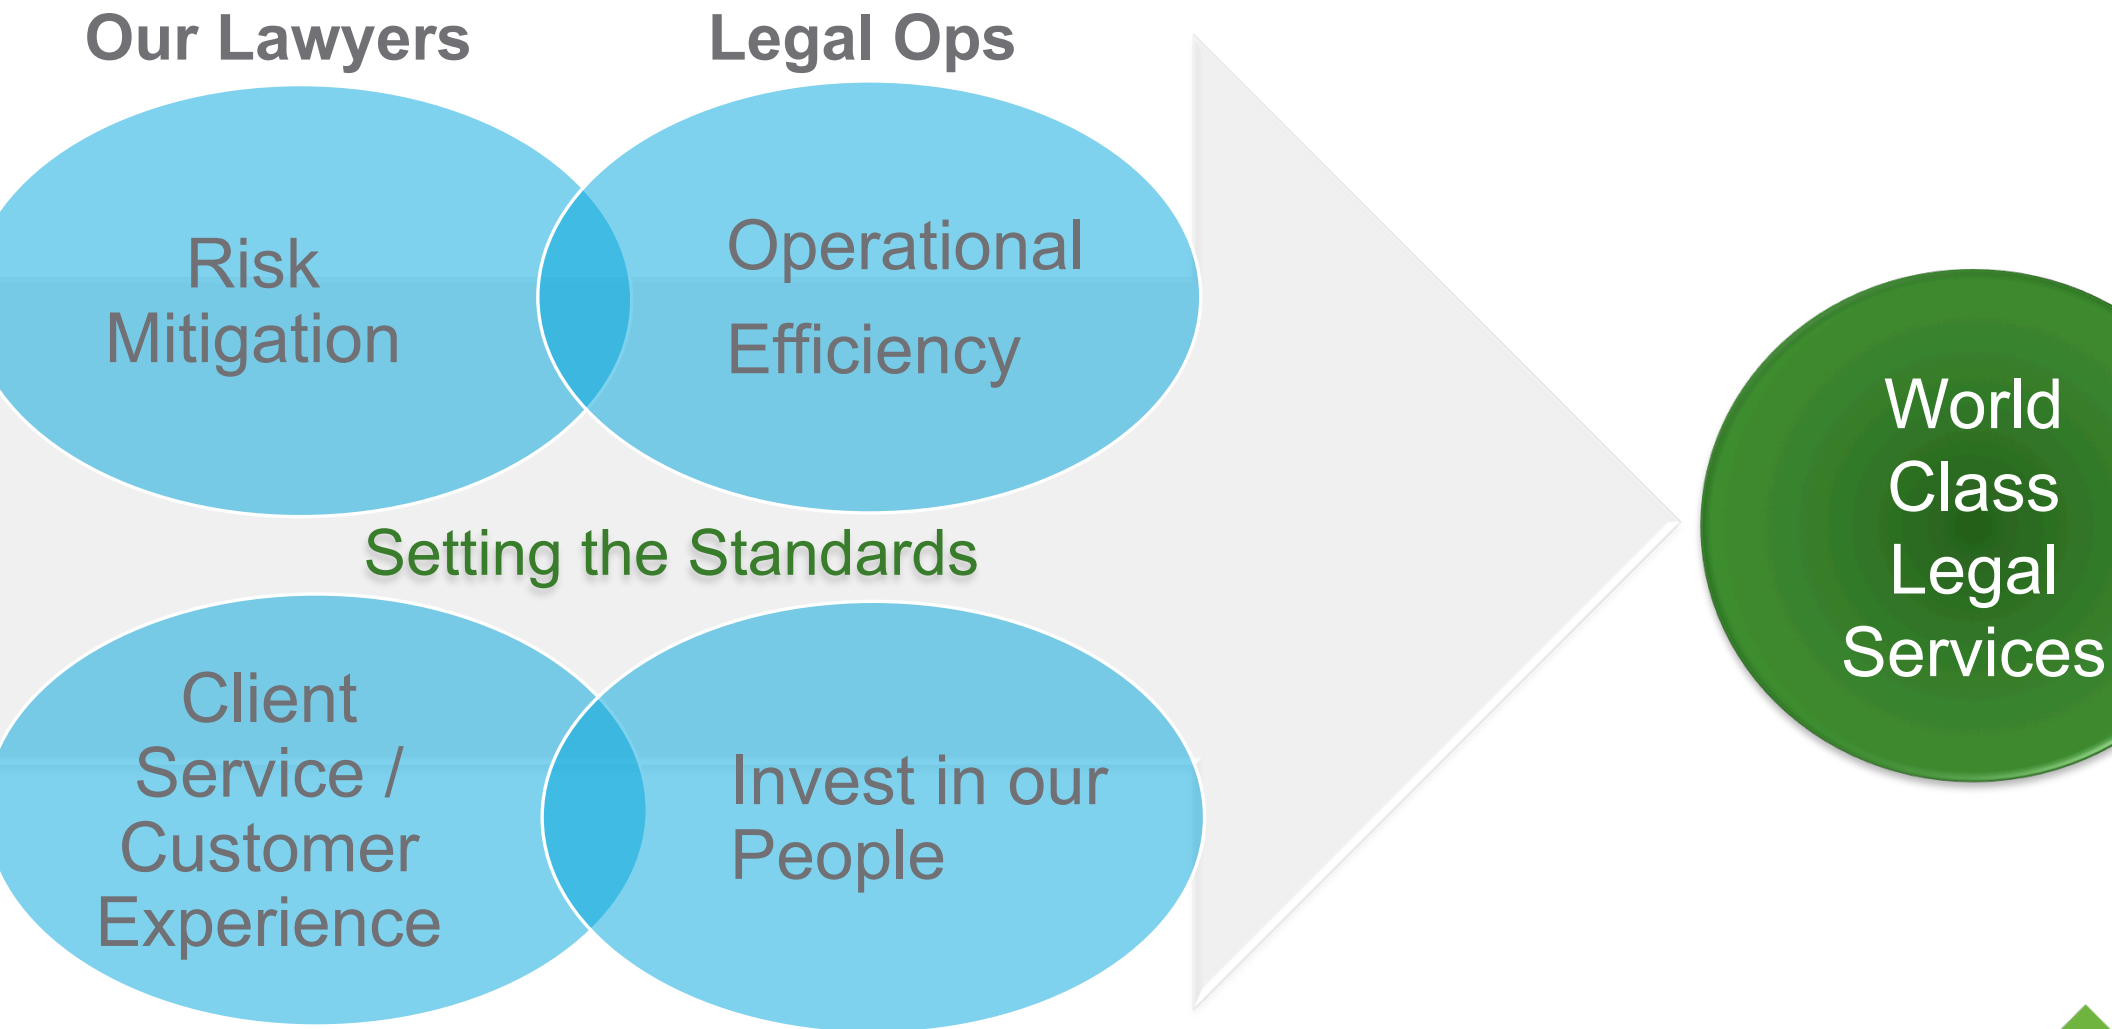 Our Lawyers
Legal Ops
Risk
Mitigation
Operational
Efficiency
Setting the Standards
Client
Service /
Customer
Experience
Invest in our
People
World
Class
Legal
Services